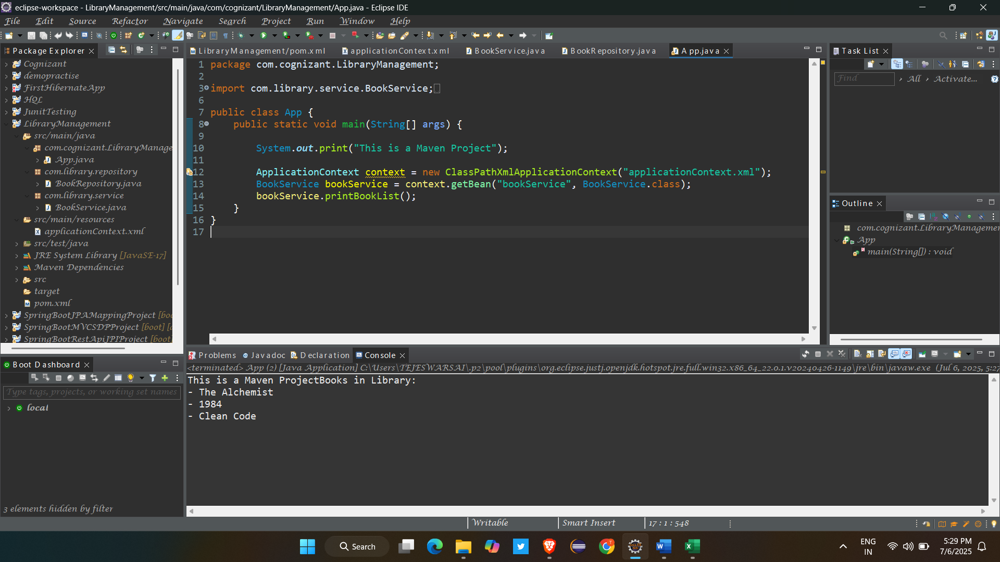 eclipse-workspace - LibraryManagement/src/main/java/com/cognizant/LibraryManagement/App.java - Eclipse IDE
File Edit Source Refactor Navigate Search Project Run Window Help
Package Explorer
Cognizant
demopractise
FirstHibernateApp
HQL
JunitTesting
LibraryManagement
src/main/java
com.cognizant.LibraryManage
App.java
com.library.repository
BookRepository.java
com.library.service
BookService.java
src/main/resources
applicationContext.xml
src/test/java
JRE System Library [JavaSE-17]
Maven Dependencies
src
target
pom.xml
SpringBootJPAMappingProject [boo
SpringBootMVCSDPProject [boot] [d
SpringBootRestApiJPIProject [boot]
Boot Dashboard
Type tags, projects, or working set names
local
3 elements hidden by filter
LibraryManagement/pom.xml applicationContext.xml BookService.java BookRepository.java App.java
1 package com.cognizant.LibraryManagement;
2
3 import com.library.service.BookService;
6
7 public class App {
8 public static void main(String[] args) {
9
10 System.out.print("This is a Maven Project");
11
12 ApplicationContext context = new ClassPathXmlApplicationContext("applicationContext.xml");
13 BookService bookService = context.getBean("bookService", BookService.class);
14 bookService.printBookList();
15 }
16 }
17
Task List
Find All Activate...
Outline
com.cognizant.LibraryManagemen
App
main(String[]) : void
Problems Javadoc Declaration Console
<terminated> App (2) [Java Application] C:\Users\TEJESWARSAI\.p2\pool\plugins\org.eclipse.justj.openjdk.hotspot.jre.full.win32.x86_64_22.0.1.v20240426-1149\jre\bin\javaw.exe (Jul 6, 2025, 5:27
This is a Maven ProjectBooks in Library:
- The Alchemist
- 1984
- Clean Code
Writable Smart Insert 17 : 1 : 548
Search
ENG
IN
5:29 PM
7/6/2025